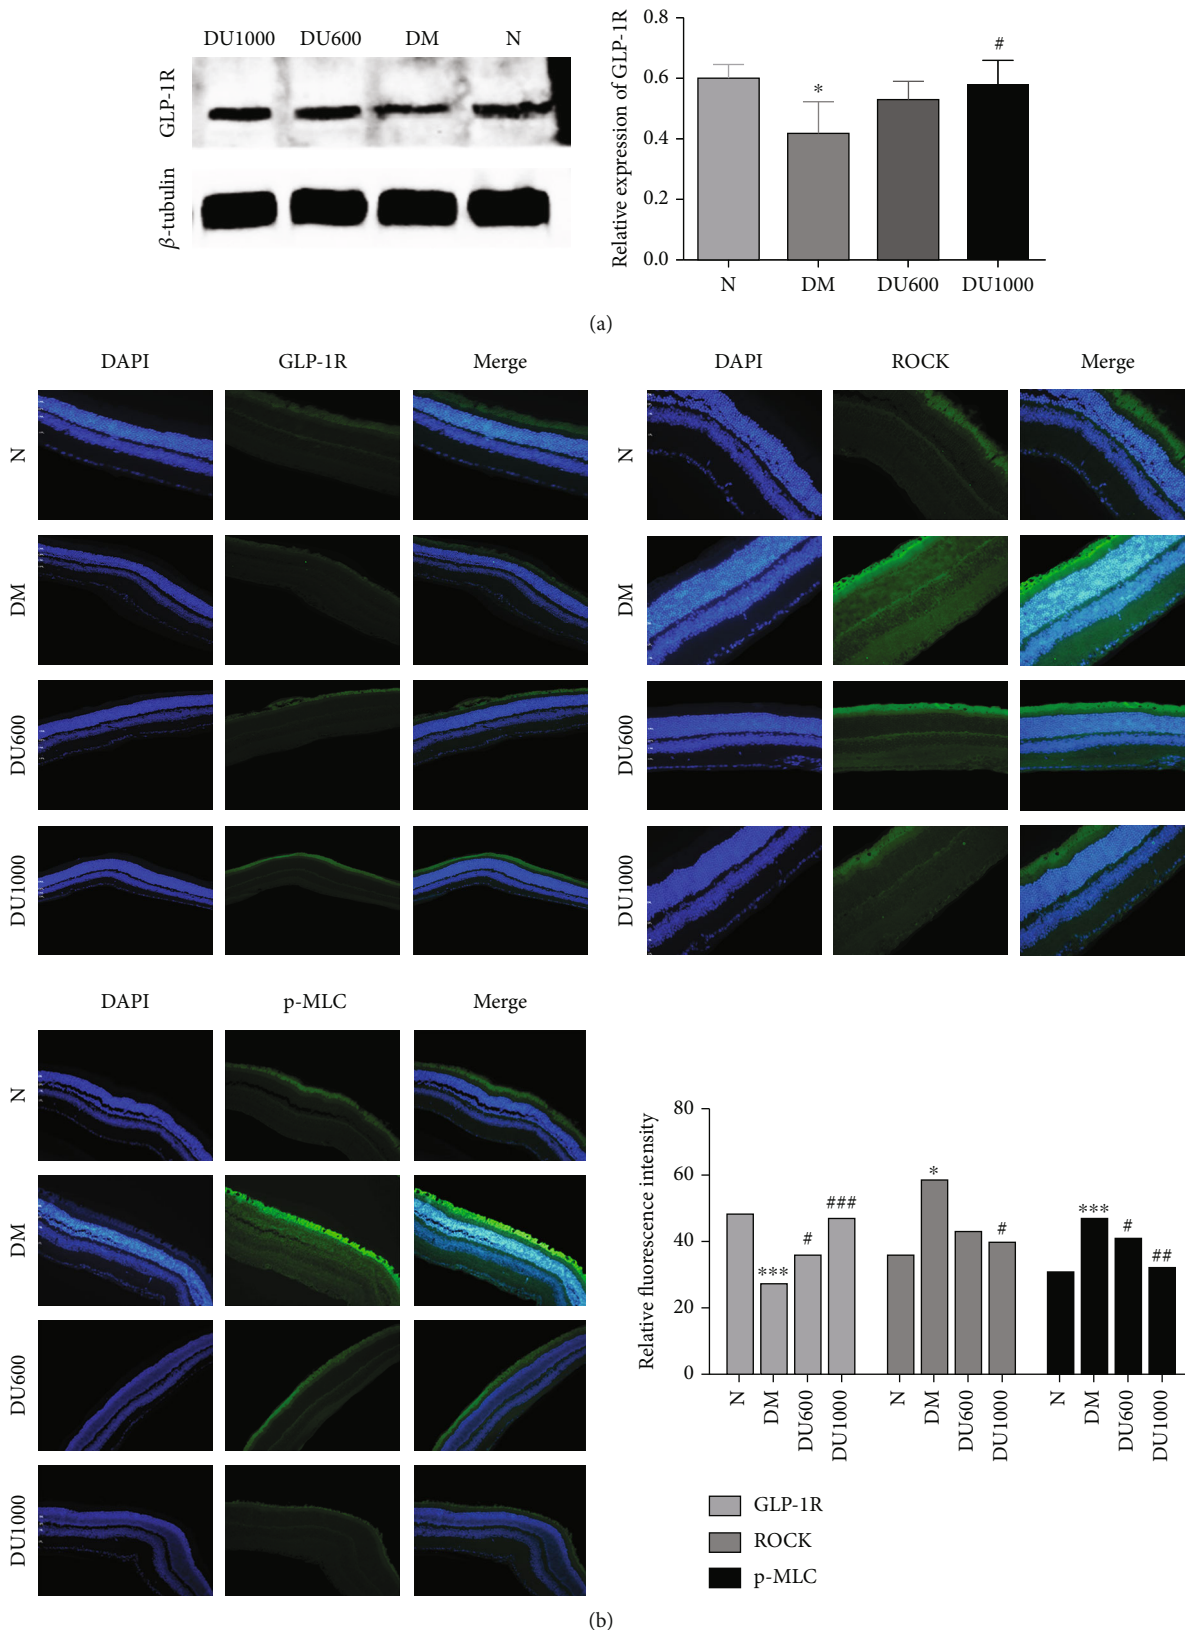 DU1000 DU600 DM N
GLP-1R
β-tubulin
Relative expression of GLP-1R
0.8
0.6
0.4
0.2
0.0
*
#
N DM DU600 DU1000
(a)
DAPI GLP-1R Merge
N
DM
DU600
DU1000
DAPI ROCK Merge
N
DM
DU600
DU1000
DAPI p-MLC Merge
N
DM
DU600
DU1000
Relative fluorescence intensity
80
60
40
20
0
***
#
###
*
#
***
#
##
N DM DU600 DU1000 N DM DU600 DU1000 N DM DU600 DU1000
GLP-1R
ROCK
p-MLC
(b)